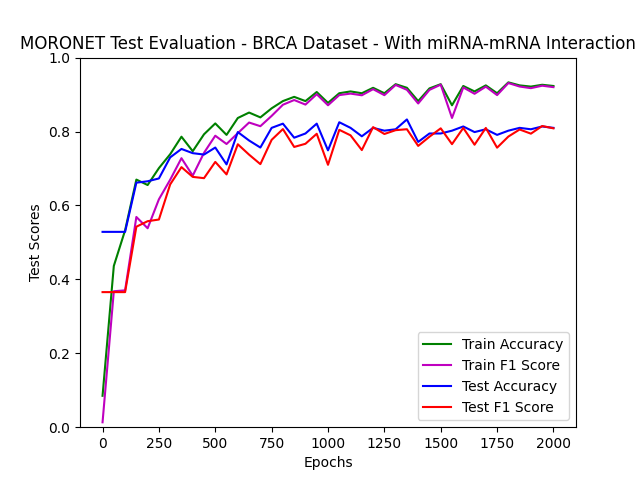 MORONET Test Evaluation - BRCA Dataset - With miRNA-mRNA Interaction
1.0
0.8
0.6
0.4
0.2
0.0
Test Scores
Train Accuracy
Train F1 Score
Test Accuracy
Test F1 Score
0 250 500 750 1000 1250 1500 1750 2000
Epochs